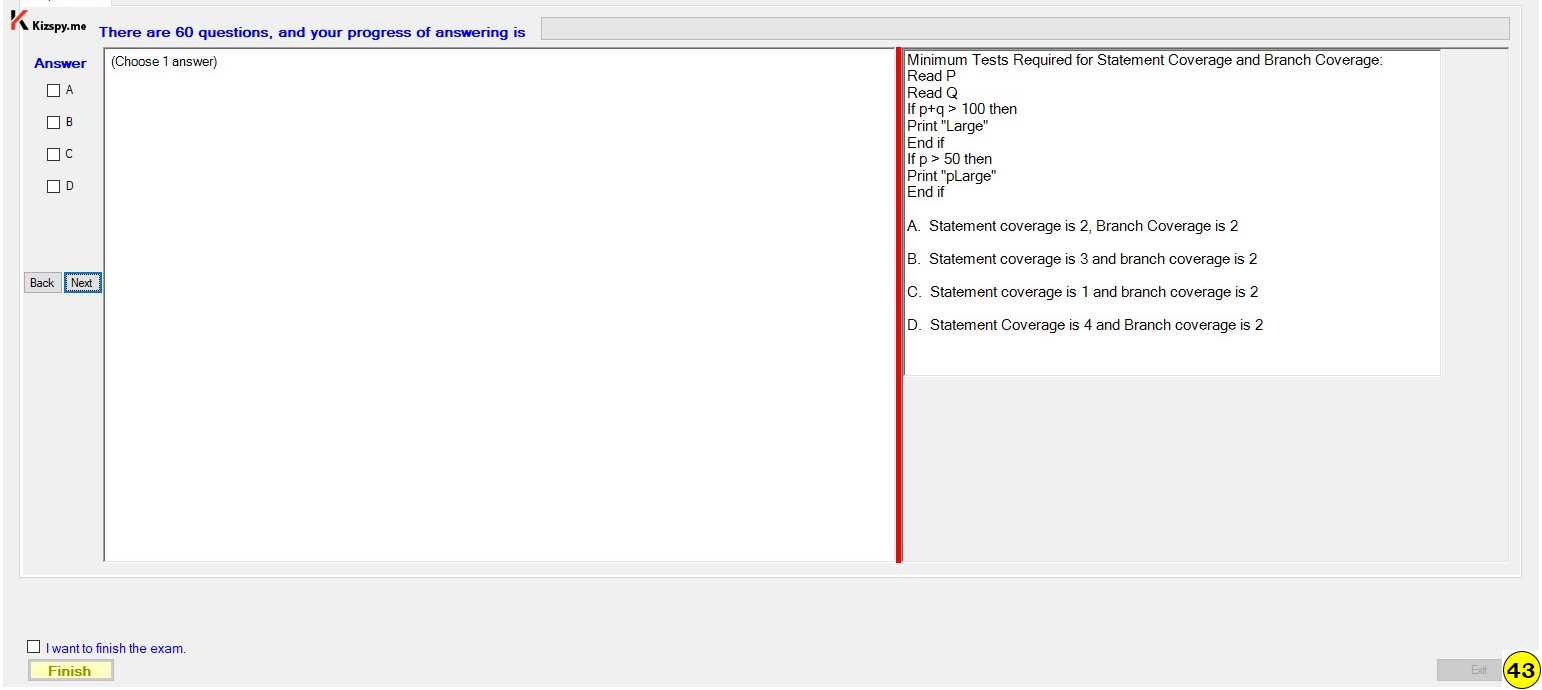 Kizspy.me
There are 60 questions, and your progress of answering is
Answer
A
B
C
D
Back Next
(Choose 1 answer)
Minimum Tests Required for Statement Coverage and Branch Coverage:
Read P
Read Q
If p+q > 100 then
Print "Large"
End if
If p > 50 then
Print "pLarge"
End if
A. Statement coverage is 2, Branch Coverage is 2
B. Statement coverage is 3 and branch coverage is 2
C. Statement coverage is 1 and branch coverage is 2
D. Statement Coverage is 4 and Branch coverage is 2
I want to finish the exam.
Finish
Exit
43